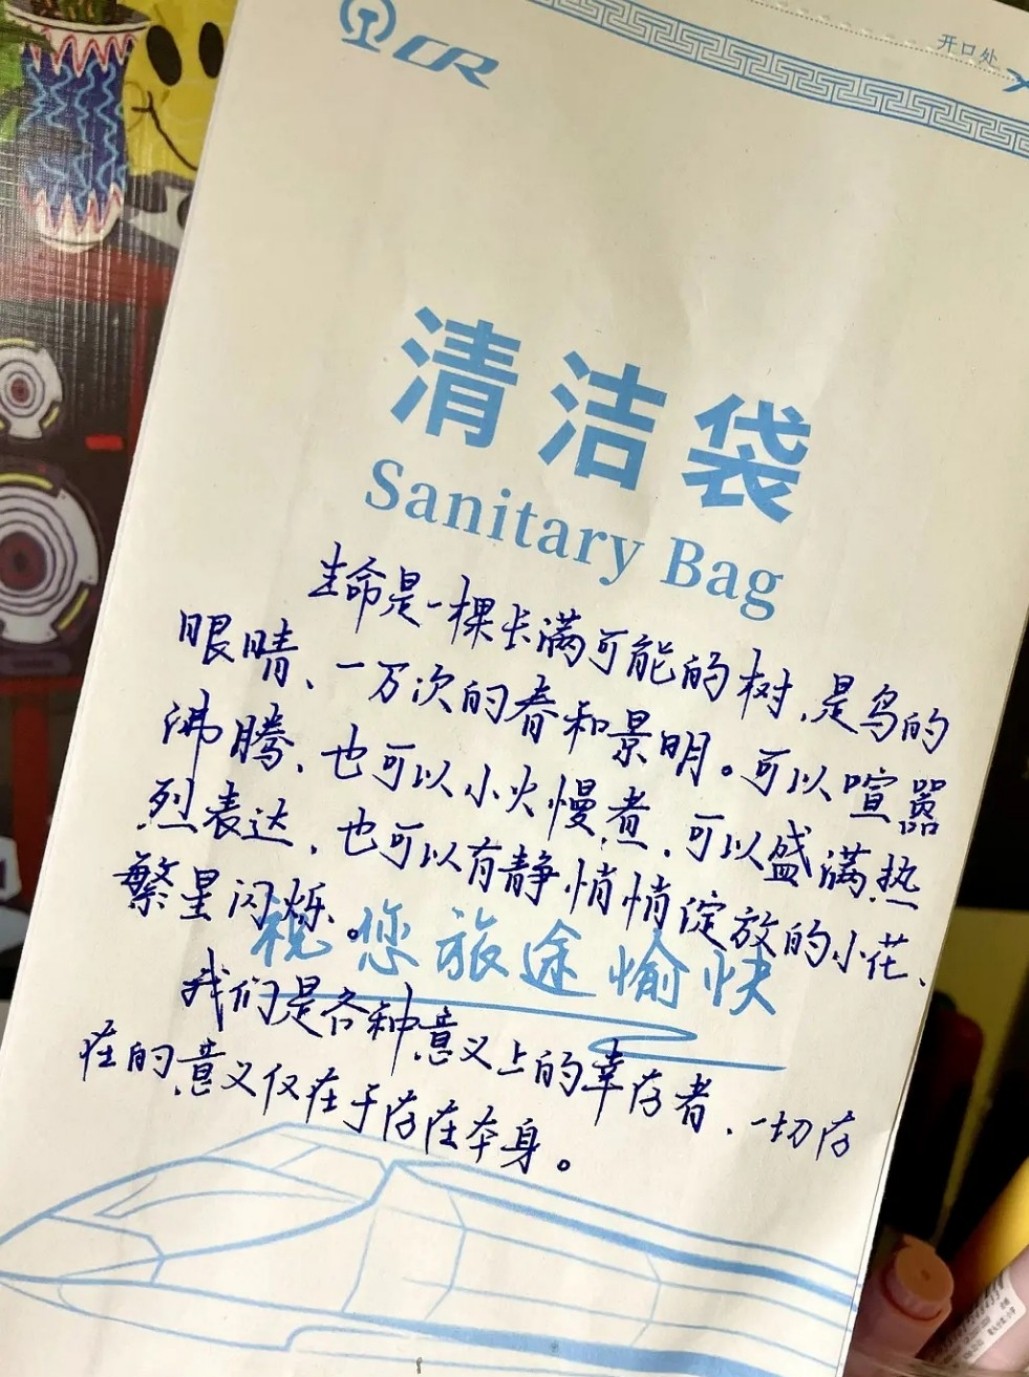 CR
开口处
清洁袋
Sanitary Bag
生命是一棵长满可能的树,是鸟的
眼睛、一万次的春和景明。可以喧嚣
沸腾、也可以小火慢煮,可以盛满热
烈表达,也可以有静悄悄绽放的小花、
繁星闪烁。
祝您旅途愉快
我们是各种意义上的幸存者,一切存
在的意义仅在于存在本身。